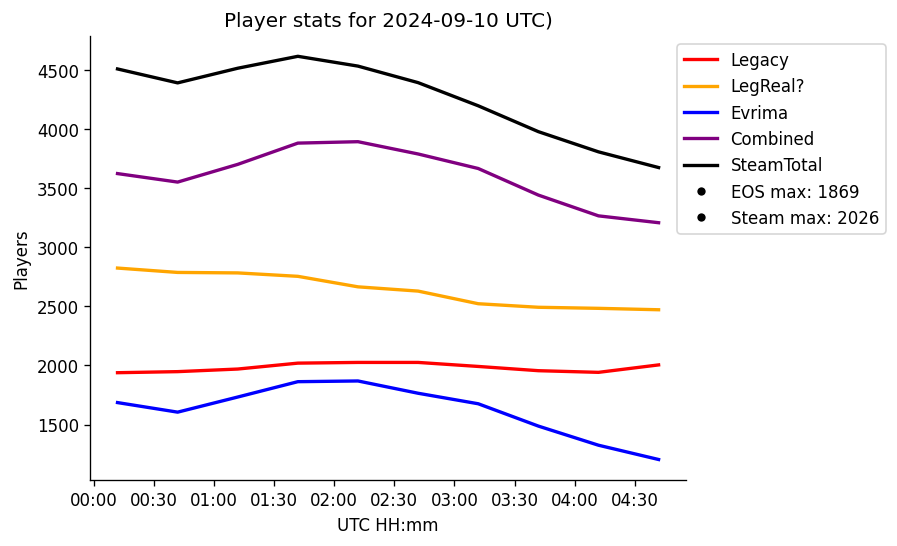 Player stats for 2024-09-10 UTC)
Legacy
LegReal?
Evrima
Combined
SteamTotal
EOS max: 1869
Steam max: 2026
Players
4500
4000
3500
3000
2500
2000
1500
00:00 00:30 01:00 01:30 02:00 02:30 03:00 03:30 04:00 04:30
UTC HH:mm